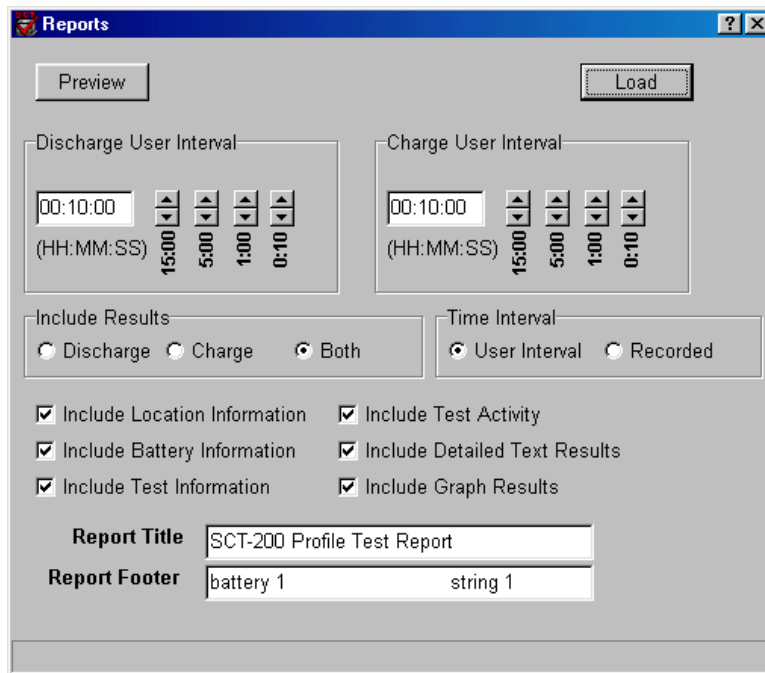 Reports
Preview Load
Discharge User Interval Charge User Interval
00:10:00 00:10:00
(HH:MM:SS) 15:00 5:00 1:00 0:10 (HH:MM:SS) 15:00 5:00 1:00 0:10
Include Results Time Interval
Discharge Charge Both User Interval Recorded
Include Location Information Include Test Activity
Include Battery Information Include Detailed Text Results
Include Test Information Include Graph Results
Report Title SCT-200 Profile Test Report
Report Footer battery 1 string 1